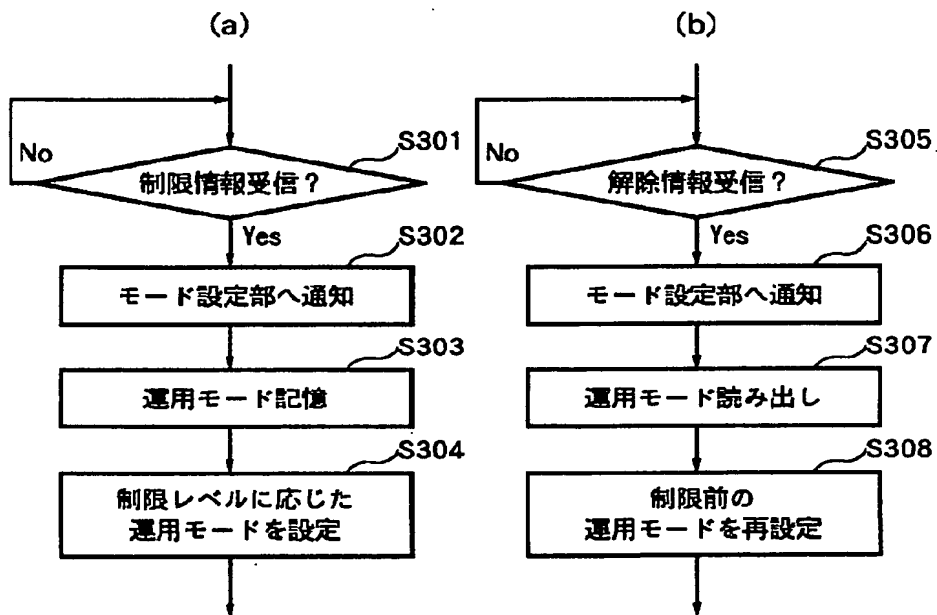 (a)
No
S301
制限情報受信？
Yes
S302
モード設定部へ通知
S303
運用モード記憶
S304
制限レベルに応じた
運用モードを設定
(b)
No
S305
解除情報受信？
Yes
S306
モード設定部へ通知
S307
運用モード読み出し
S308
制限前の
運用モードを再設定